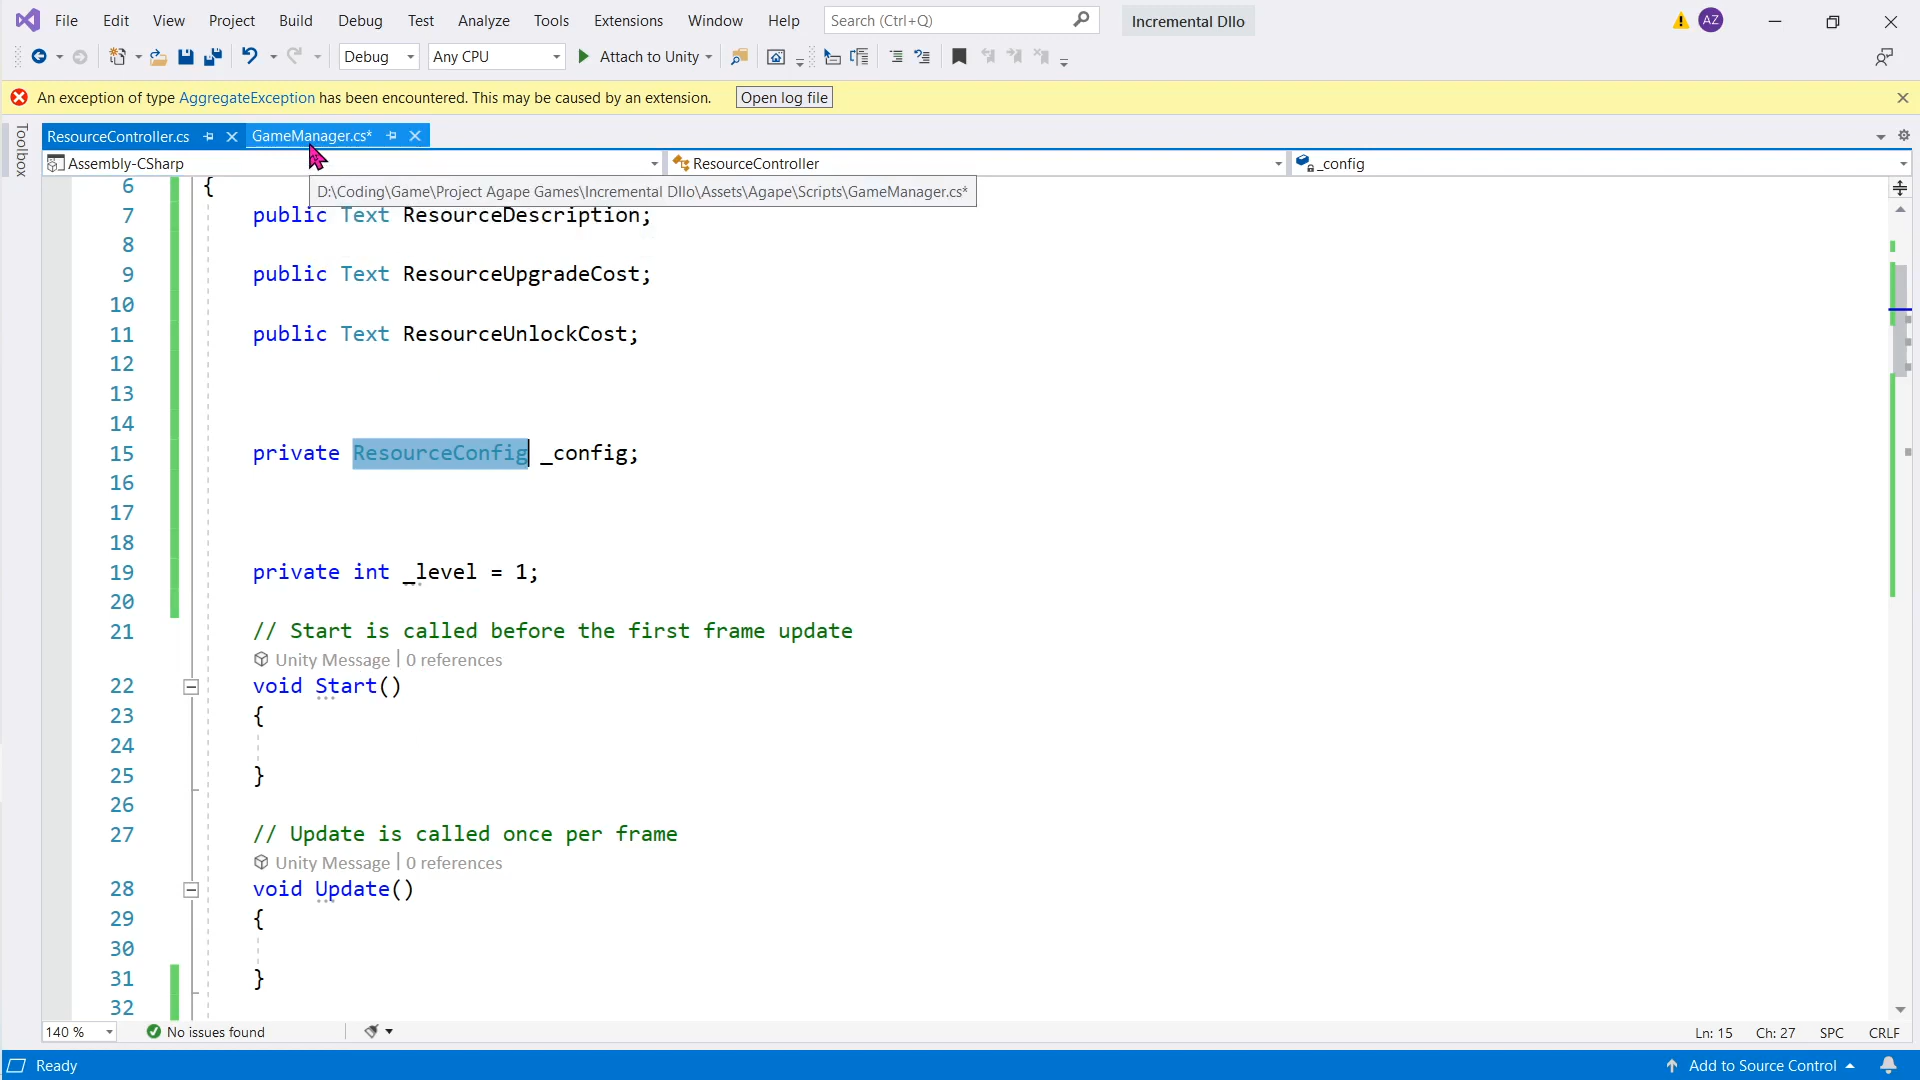 File Edit View Project Build Debug Test Analyze Tools Extensions Window Help Search (Ctrl+Q) Incremental Dllo AZ
Debug Any CPU Attach to Unity
An exception of type AggregateException has been encountered. This may be caused by an extension. Open log file
Toolbox
ResourceController.cs GameManager.cs*
Assembly-CSharp ResourceController _config
D:\Coding\Game\Project Agape Games\Incremental Dllo\Assets\Agape\Scripts\GameManager.cs*
6 {
7 public Text ResourceDescription;
8
9 public Text ResourceUpgradeCost;
10
11 public Text ResourceUnlockCost;
12
13
14
15 private ResourceConfig _config;
16
17
18
19 private int _level = 1;
20
21 // Start is called before the first frame update
Unity Message | 0 references
22 void Start()
23 {
24
25 }
26
27 // Update is called once per frame
Unity Message | 0 references
28 void Update()
29 {
30
31 }
32
140 % No issues found Ln: 15 Ch: 27 SPC CRLF
Ready Add to Source Control